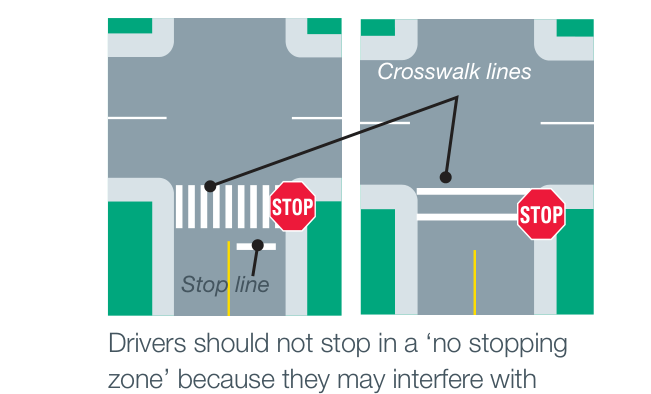 Crosswalk lines
STOP
STOP
Stop line
Drivers should not stop in a ‘no stopping
zone’ because they may interfere with